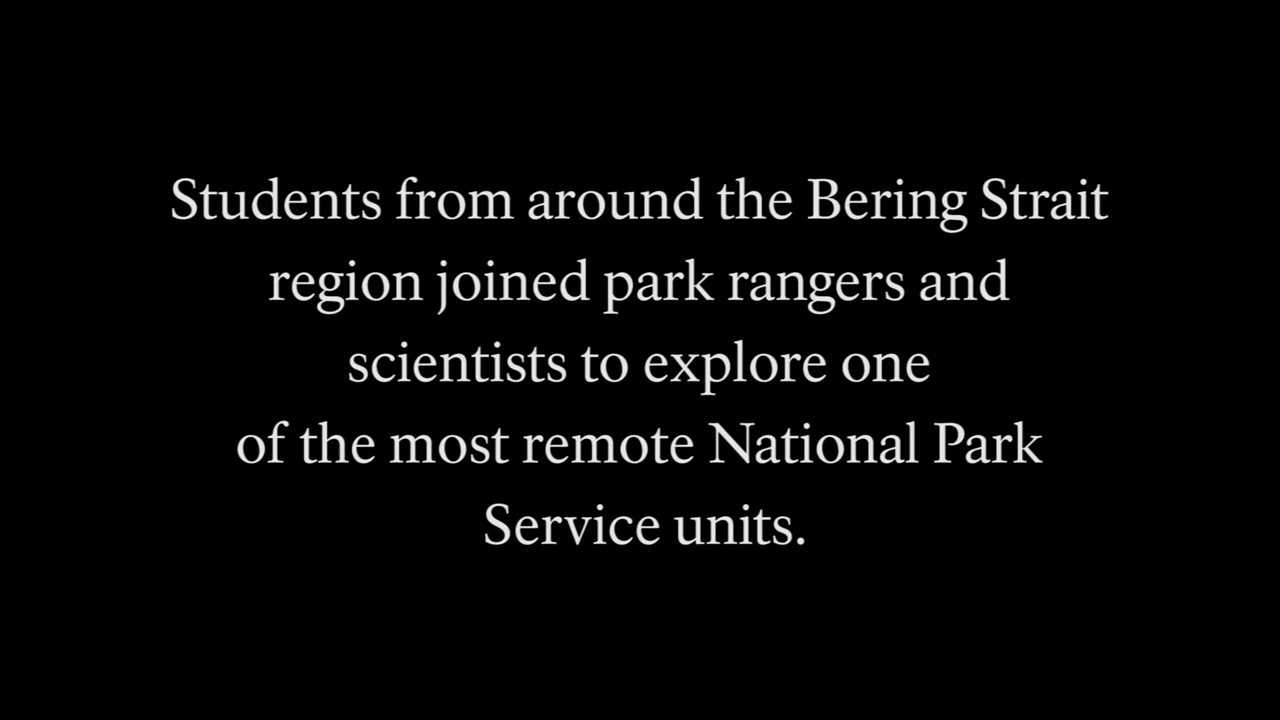 Students from around the Bering Strait
region joined park rangers and
scientists to explore one
of the most remote National Park
Service units.